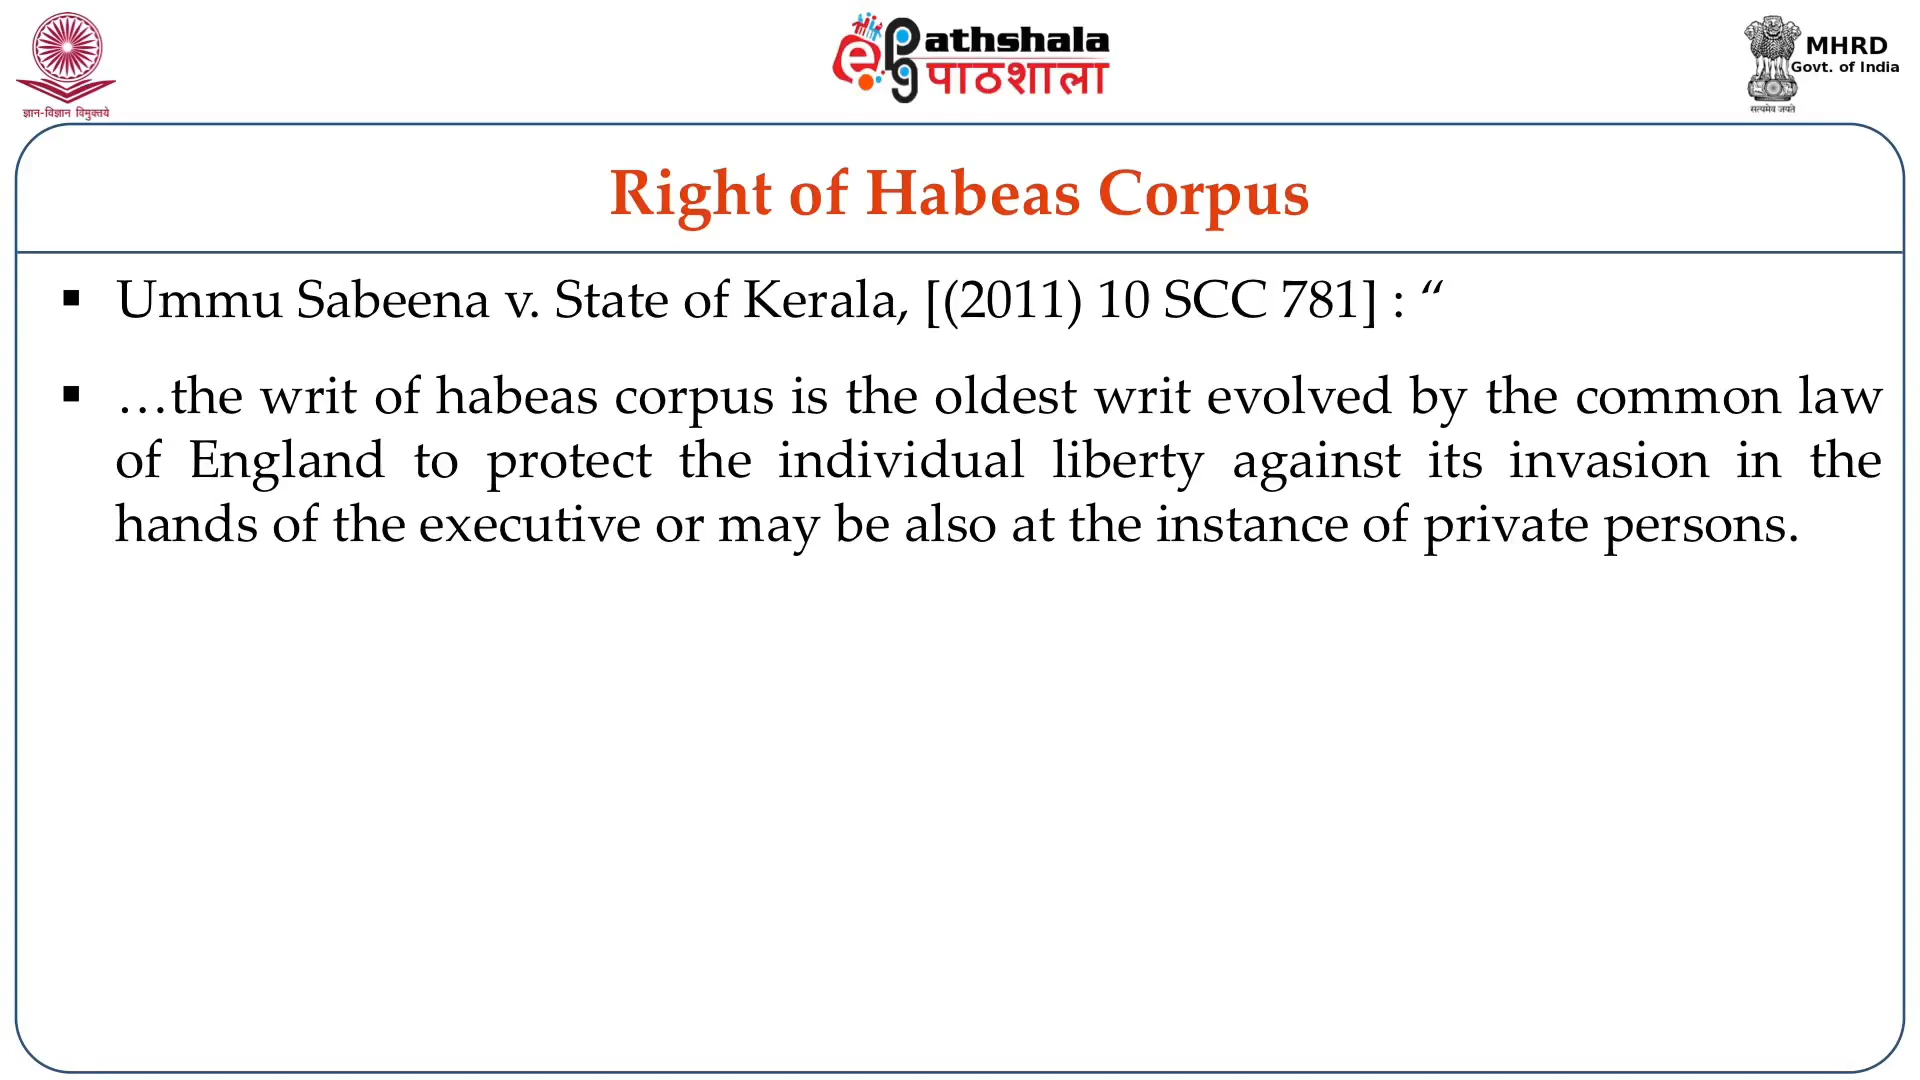 ज्ञान-विज्ञान विमुक्तये
e Pg Pathshala
पाठशाला
MHRD
Govt. of India
सत्यमेव जयते
Right of Habeas Corpus
▪ Ummu Sabeena v. State of Kerala, [(2011) 10 SCC 781] : “
▪ …the writ of habeas corpus is the oldest writ evolved by the common law
of England to protect the individual liberty against its invasion in the
hands of the executive or may be also at the instance of private persons.